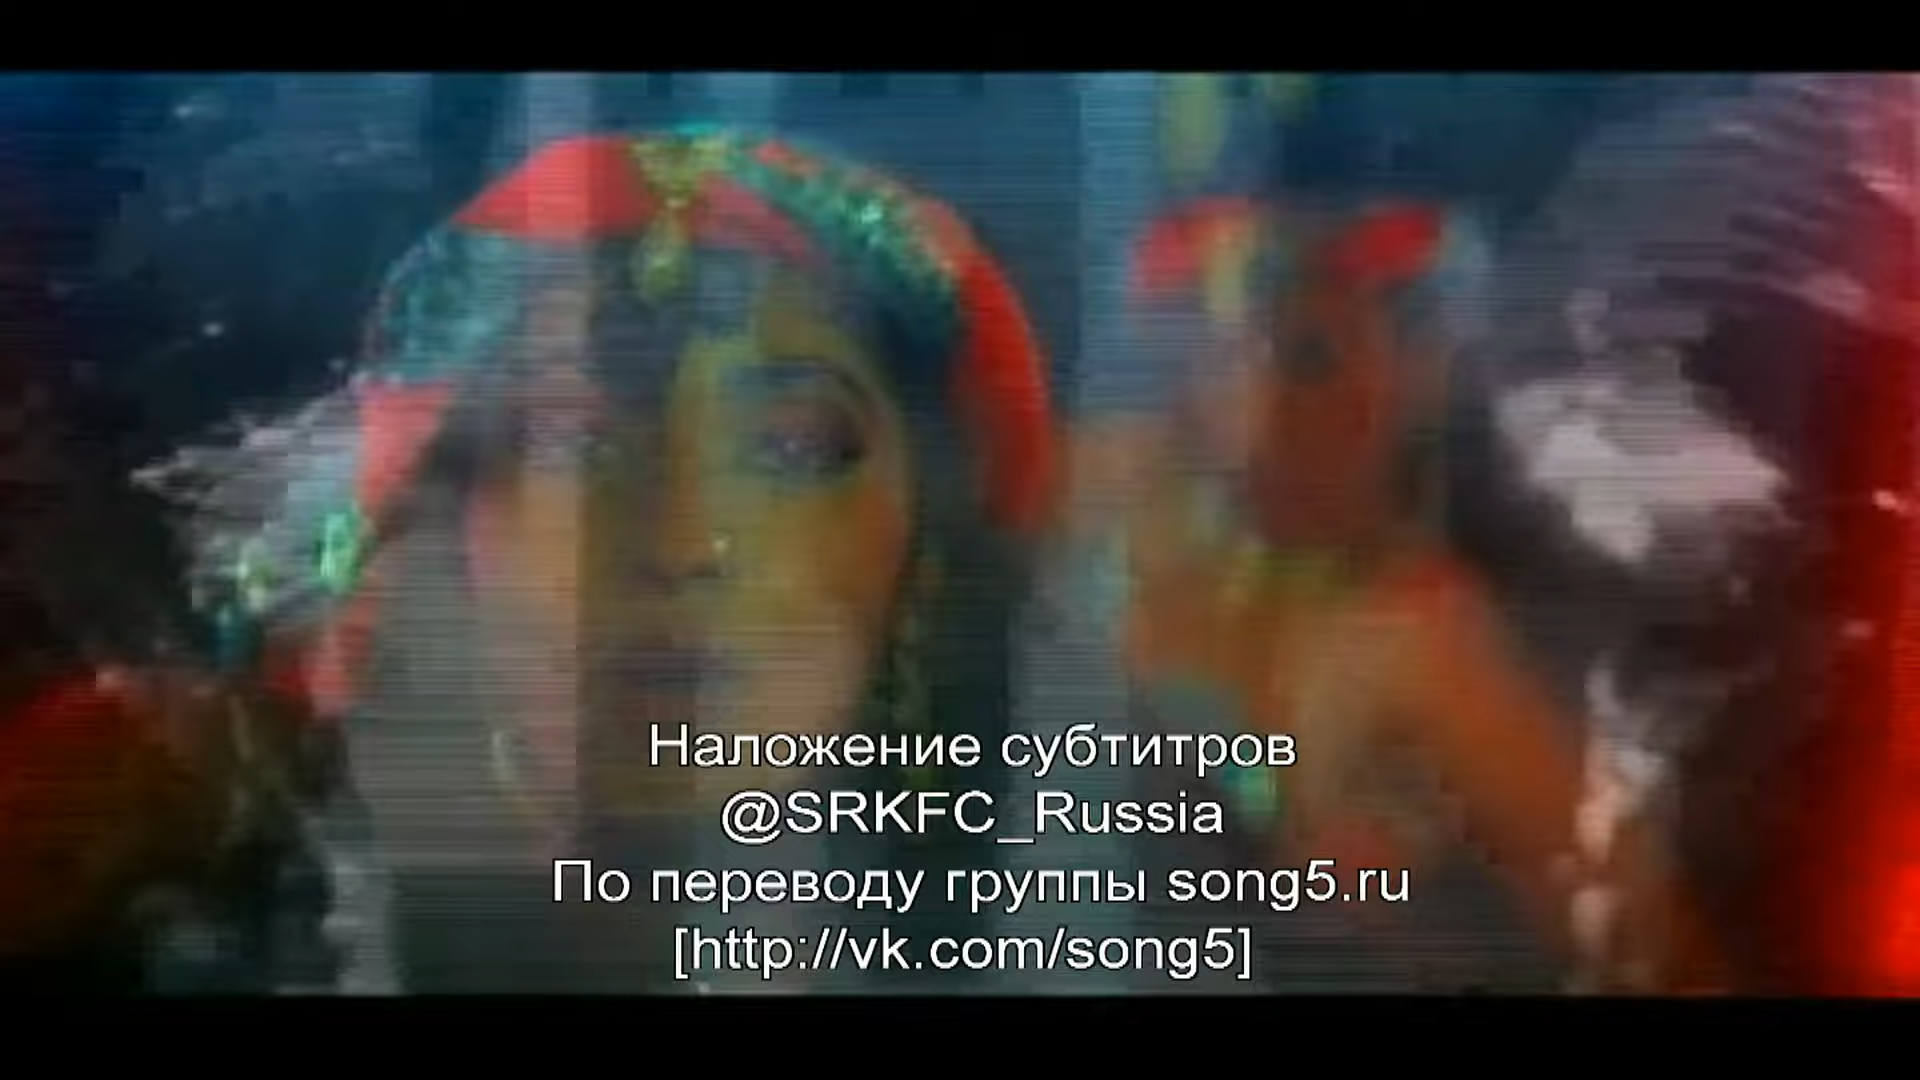 Наложение субтитров
@SRKFC_Russia
По переводу группы song5.ru
[http://vk.com/song5]